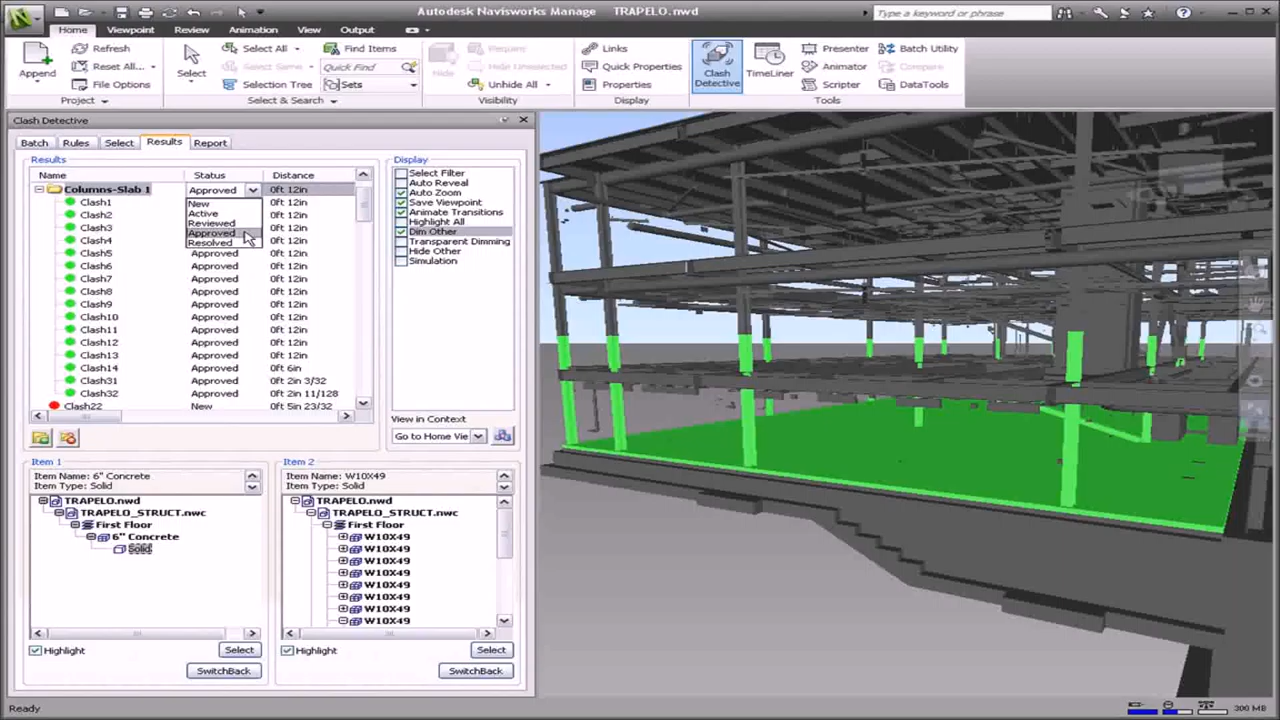 Autodesk Navisworks Manage TRAPELO.nwd
Type a keyword or phrase
Home Viewpoint Review Animation View Output
Append
Refresh
Reset All...
File Options
Project
Select
Select All
Select Same
Selection Tree
Find Items
Quick Find
Sets
Select & Search
Hide
Require
Hide Unselected
Unhide All
Visibility
Links
Quick Properties
Properties
Display
Clash Detective
TimeLiner
Presenter
Animator
Scripter
Batch Utility
Compare
DataTools
Tools
Clash Detective
Batch Rules Select Results Report
Results
Name Status Distance
Columns-Slab 1 Approved 0ft 12in
Clash1 0ft 12in
Clash2 0ft 12in
Clash3 0ft 12in
Clash4 0ft 12in
New
Active
Reviewed
Approved
Resolved
Clash5 Approved 0ft 12in
Clash6 Approved 0ft 12in
Clash7 Approved 0ft 12in
Clash8 Approved 0ft 12in
Clash9 Approved 0ft 12in
Clash10 Approved 0ft 12in
Clash11 Approved 0ft 12in
Clash12 Approved 0ft 12in
Clash13 Approved 0ft 12in
Clash14 Approved 0ft 6in
Clash31 Approved 0ft 2in 3/32
Clash32 Approved 0ft 2in 11/128
Clash22 New 0ft 5in 23/32
Display
Select Filter
Auto Reveal
Auto Zoom
Save Viewpoint
Animate Transitions
Highlight All
Dim Other
Transparent Dimming
Hide Other
Simulation
View in Context
Go to Home Vie
Item 1
Item Name: 6" Concrete
Item Type: Solid
TRAPELO.nwd
TRAPELO_STRUCT.nwc
First Floor
6" Concrete
Solid
Highlight
Select
SwitchBack
Item 2
Item Name: W10X49
Item Type: Solid
TRAPELO.nwd
TRAPELO_STRUCT.nwc
First Floor
W10X49
W10X49
W10X49
W10X49
W10X49
W10X49
W10X49
W10X49
Highlight
Select
SwitchBack
Ready
300 MB